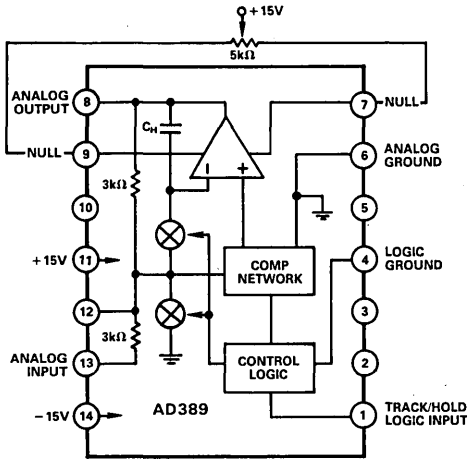 +15V
5kΩ
ANALOG
OUTPUT
8
7
NULL
CH
NULL
9
6
ANALOG
GROUND
3kΩ
10
5
+15V
11
4
LOGIC
GROUND
COMP
NETWORK
12
3
3kΩ
ANALOG
INPUT
13
2
CONTROL
LOGIC
-15V
14
AD389
1
TRACK/HOLD
LOGIC INPUT